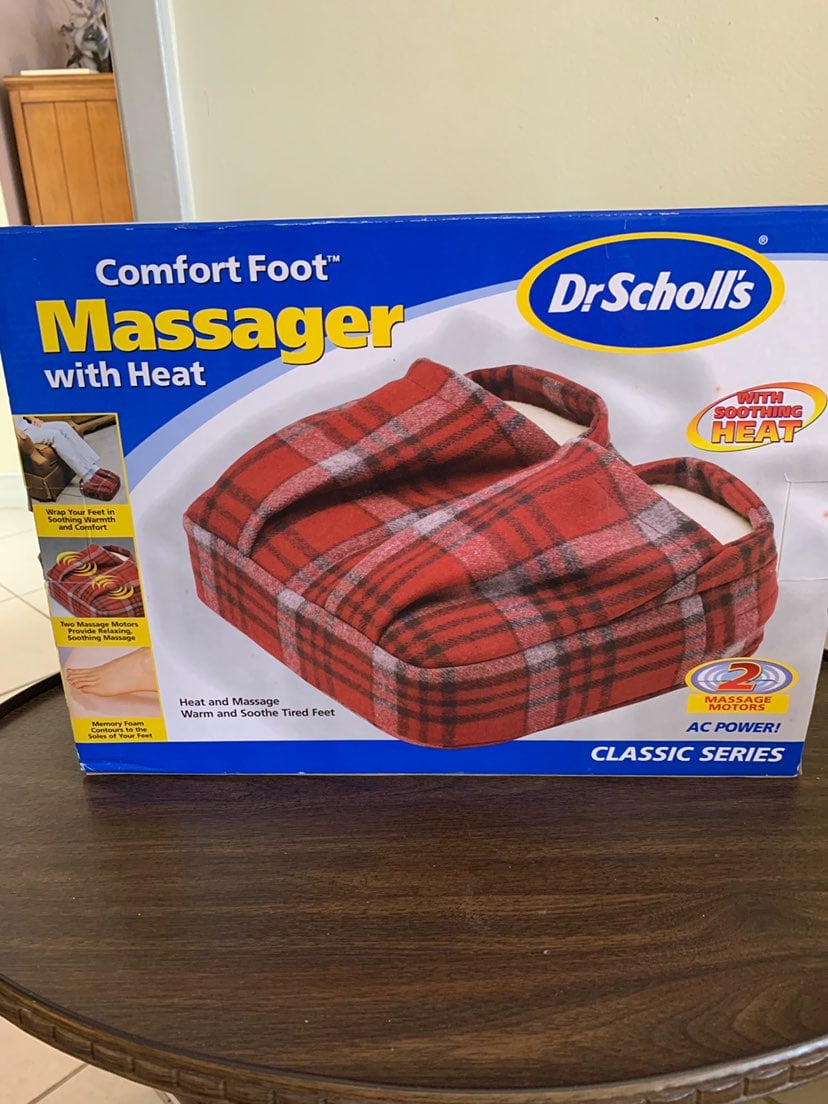 Comfort Foot™
Massager
with Heat
Dr Scholl's®
WITH
SOOTHING
HEAT
Wrap Your Feet in
Soothing Warmth
and Comfort
Two Massage Motors
Provide Relaxing,
Soothing Massage
Memory Foam
Contours to the
Soles of Your Feet
Heat and Massage
Warm and Soothe Tired Feet
2
MASSAGE
MOTORS
AC POWER!
CLASSIC SERIES